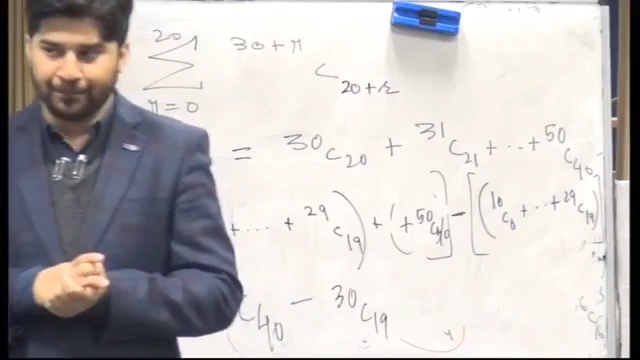 20
Σ 30+r C 20+r
r=0
= ³⁰C₂₀ + ³¹C₂₁ + ... + ⁵⁰C₄₀
+ ... + ²⁹C₁₉ ) + ( + ⁵⁰C₄₀ ] - [ ( ¹⁰C₀ + ... + ²⁹C₁₉ )
C₄₀ - ³⁰C₁₉